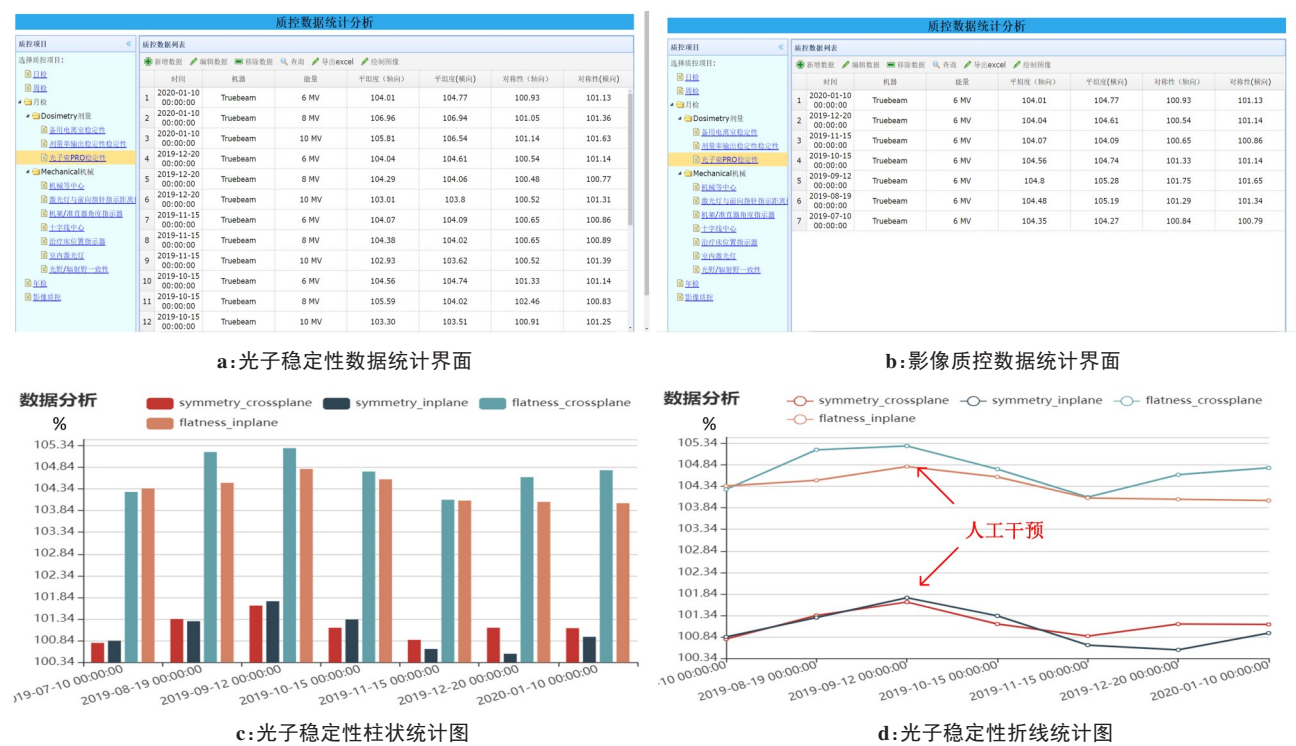 质控数据统计分析
质控项目 «
选择质控项目:
日检
周检
月检
Dosimetry剂量
备用电离室稳定性
剂量率输出稳定性稳定性
光子束PRO稳定性
Mechanical机械
机械等中心
激光灯与前向指针指示距离
机架/准直器角度指示器
十字线中心
治疗床位置指示器
室内激光灯
光野/辐射野一致性
年检
影像质控
质控数据列表
新增数据 编辑数据 移除数据 查询 导出excel 绘制图像
时间 机器 能量 平坦度（轴向） 平坦度(横向) 对称性（轴向） 对称性(横向)
1 2020-01-10 00:00:00 Truebeam 6 MV 104.01 104.77 100.93 101.13
2 2020-01-10 00:00:00 Truebeam 8 MV 106.96 104.94 101.05 101.36
3 2020-01-10 00:00:00 Truebeam 10 MV 105.81 106.54 101.14 101.63
4 2019-12-20 00:00:00 Truebeam 6 MV 104.04 104.61 100.54 101.14
5 2019-12-20 00:00:00 Truebeam 8 MV 104.29 104.06 100.48 100.77
6 2019-12-20 00:00:00 Truebeam 10 MV 103.01 103.8 100.52 101.31
7 2019-11-15 00:00:00 Truebeam 6 MV 104.07 104.09 100.65 100.86
8 2019-11-15 00:00:00 Truebeam 8 MV 104.38 104.02 100.65 100.89
9 2019-11-15 00:00:00 Truebeam 10 MV 102.93 103.62 100.52 101.39
10 2019-10-15 00:00:00 Truebeam 6 MV 104.56 104.74 101.33 101.14
11 2019-10-15 00:00:00 Truebeam 8 MV 105.59 104.02 102.46 100.83
12 2019-10-15 00:00:00 Truebeam 10 MV 103.30 103.51 100.91 101.25
a:光子稳定性数据统计界面
质控数据统计分析
质控项目 «
选择质控项目:
日检
周检
月检
Dosimetry剂量
备用电离室稳定性
剂量率输出稳定性稳定性
光子束PRO稳定性
Mechanical机械
机械等中心
激光灯与前向指针指示距离
机架/准直器角度指示器
十字线中心
治疗床位置指示器
室内激光灯
光野/辐射野一致性
年检
影像质控
质控数据列表
新增数据 编辑数据 移除数据 查询 导出excel 绘制图像
时间 机器 能量 平坦度（轴向） 平坦度(横向) 对称性（轴向） 对称性(横向)
1 2020-01-10 00:00:00 Truebeam 6 MV 104.01 104.77 100.93 101.13
2 2019-12-20 00:00:00 Truebeam 6 MV 104.04 104.61 100.54 101.14
3 2019-11-15 00:00:00 Truebeam 6 MV 104.07 104.09 100.65 100.86
4 2019-10-15 00:00:00 Truebeam 6 MV 104.56 104.74 101.33 101.14
5 2019-09-12 00:00:00 Truebeam 6 MV 104.8 105.28 101.75 101.65
6 2019-08-19 00:00:00 Truebeam 6 MV 104.48 105.19 101.29 101.34
7 2019-07-10 00:00:00 Truebeam 6 MV 104.35 104.27 100.84 100.79
b:影像质控数据统计界面
数据分析
symmetry_crossplane symmetry_inplane flatness_crossplane
flatness_inplane
%
105.34
104.84
104.34
103.84
103.34
102.84
102.34
101.84
101.34
100.84
100.34
019-07-10 00:00:00 2019-08-19 00:00:00 2019-09-12 00:00:00 2019-10-15 00:00:00 2019-11-15 00:00:00 2019-12-20 00:00:00 2020-01-10 00:00:00
c:光子稳定性柱状统计图
数据分析
symmetry_crossplane symmetry_inplane flatness_crossplane
flatness_inplane
%
105.34
104.84
104.34
103.84
103.34
102.84
102.34
101.84
101.34
100.84
100.34
人工干预
-10 00:00:00 2019-08-19 00:00:00 2019-09-12 00:00:00 2019-10-15 00:00:00 2019-11-15 00:00:00 2019-12-20 00:00:00 2020-01-10 00:00:00
d:光子稳定性折线统计图